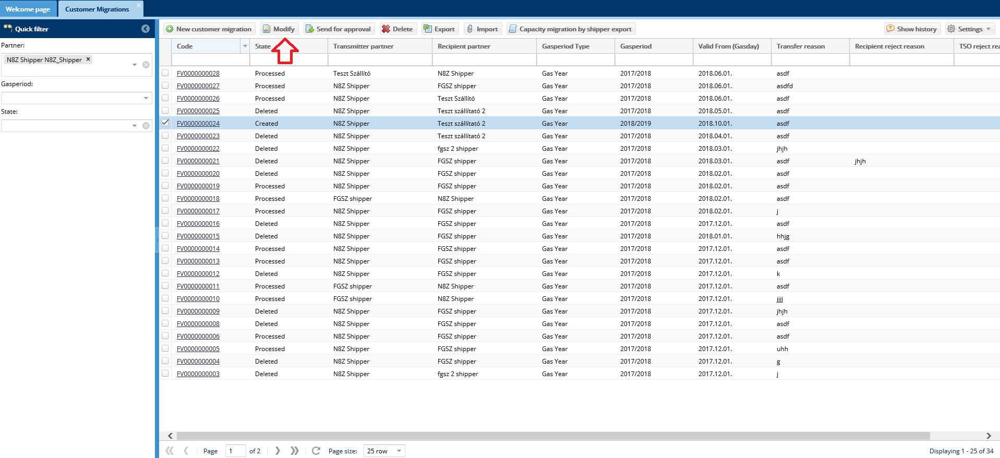 Welcome page
Customer Migrations
Quick filter
Partner:
N8Z Shipper N8Z_Shipper
Gasperiod:
State:
New customer migration Modify Send for approval Delete Export Import Capacity migration by shipper export Show history Settings
Code State Transmitter partner Recipient partner Gasperiod Type Gasperiod Valid From (Gasday) Transfer reason Recipient reject reason TSO reject rea
FV0000000028 Processed Teszt Szállító N8Z Shipper Gas Year 2017/2018 2018.06.01. asdf
FV0000000027 Processed N8Z Shipper FGSZ shipper Gas Year 2017/2018 2018.06.01. asdfd
FV0000000026 Processed N8Z Shipper Teszt Szállító Gas Year 2017/2018 2018.06.01. asdf
FV0000000025 Deleted N8Z Shipper Teszt szállítató 2 Gas Year 2017/2018 2018.05.01. asdf
FV0000000024 Created N8Z Shipper Teszt szállítató 2 Gas Year 2018/2019 2018.10.01. asdf
FV0000000023 Deleted N8Z Shipper Teszt szállítató 2 Gas Year 2017/2018 2018.04.01. asdf
FV0000000022 Deleted N8Z Shipper fgsz 2 shipper Gas Year 2017/2018 2018.03.01. jhjh
FV0000000021 Deleted N8Z Shipper FGSZ shipper Gas Year 2017/2018 2018.03.01. asdf jhjh
FV0000000020 Deleted N8Z Shipper FGSZ shipper Gas Year 2017/2018 2018.02.01. asdf
FV0000000019 Processed N8Z Shipper FGSZ shipper Gas Year 2017/2018 2018.02.01. asdf
FV0000000018 Processed FGSZ shipper N8Z Shipper Gas Year 2017/2018 2018.02.01. asdf
FV0000000017 Processed N8Z Shipper FGSZ shipper Gas Year 2017/2018 2018.02.01. j
FV0000000016 Deleted N8Z Shipper FGSZ shipper Gas Year 2017/2018 2017.12.01. asdf
FV0000000015 Deleted N8Z Shipper FGSZ shipper Gas Year 2017/2018 2018.01.01. hhjg
FV0000000014 Processed N8Z Shipper FGSZ shipper Gas Year 2017/2018 2017.12.01. asdf
FV0000000013 Processed N8Z Shipper FGSZ shipper Gas Year 2017/2018 2017.12.01. asdf
FV0000000012 Deleted N8Z Shipper FGSZ shipper Gas Year 2017/2018 2017.12.01. k
FV0000000011 Processed FGSZ shipper N8Z Shipper Gas Year 2017/2018 2017.12.01. asdf
FV0000000010 Processed FGSZ shipper N8Z Shipper Gas Year 2017/2018 2017.12.01. jjjj
FV0000000009 Deleted N8Z Shipper FGSZ shipper Gas Year 2017/2018 2017.12.01. jhjh
FV0000000008 Deleted N8Z Shipper FGSZ shipper Gas Year 2017/2018 2017.12.01. asdf
FV0000000006 Processed N8Z Shipper FGSZ shipper Gas Year 2017/2018 2017.12.01. asdf
FV0000000005 Processed N8Z Shipper FGSZ shipper Gas Year 2017/2018 2017.12.01. uhh
FV0000000004 Deleted N8Z Shipper FGSZ shipper Gas Year 2017/2018 2017.12.01. g
FV0000000003 Deleted N8Z Shipper fgsz 2 shipper Gas Year 2017/2018 2017.12.01. j
Page 1 of 2 Page size: 25 row Displaying 1 - 25 of 34